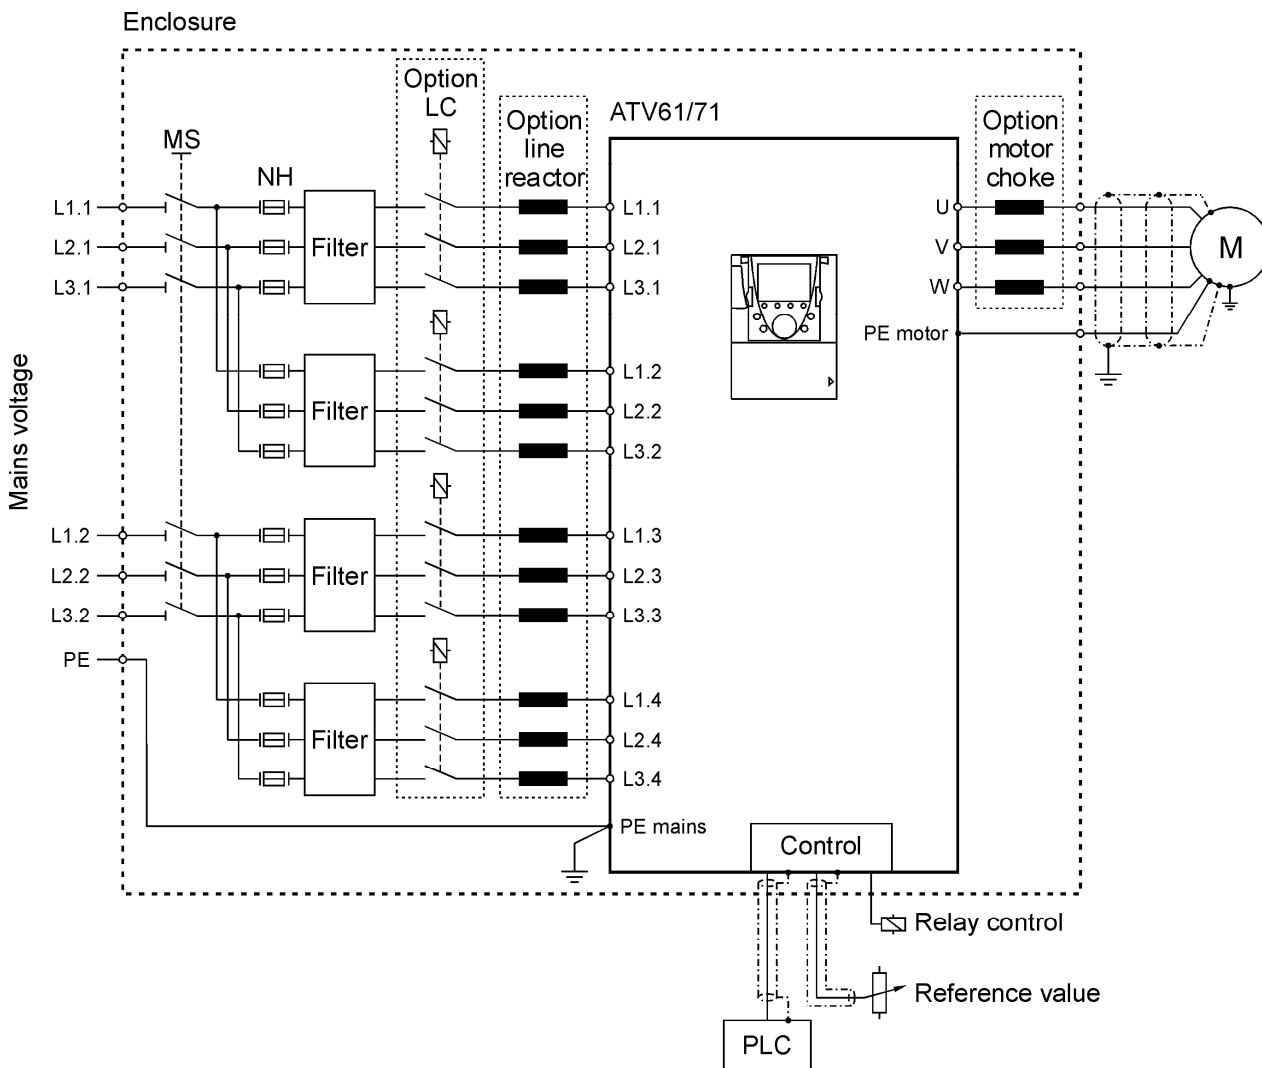 Enclosure
Option
LC
ATV61/71
Option
line
reactor
Option
motor
choke
MS
NH
L1.1
Filter
L1.1
U
L2.1
L2.1
V
M
L3.1
L3.1
W
PE motor
Mains voltage
L1.2
Filter
L2.2
L3.2
L1.2
L1.3
L2.2
Filter
L2.3
L3.2
L3.3
PE
L1.4
Filter
L2.4
L3.4
PE mains
Control
Relay control
Reference value
PLC